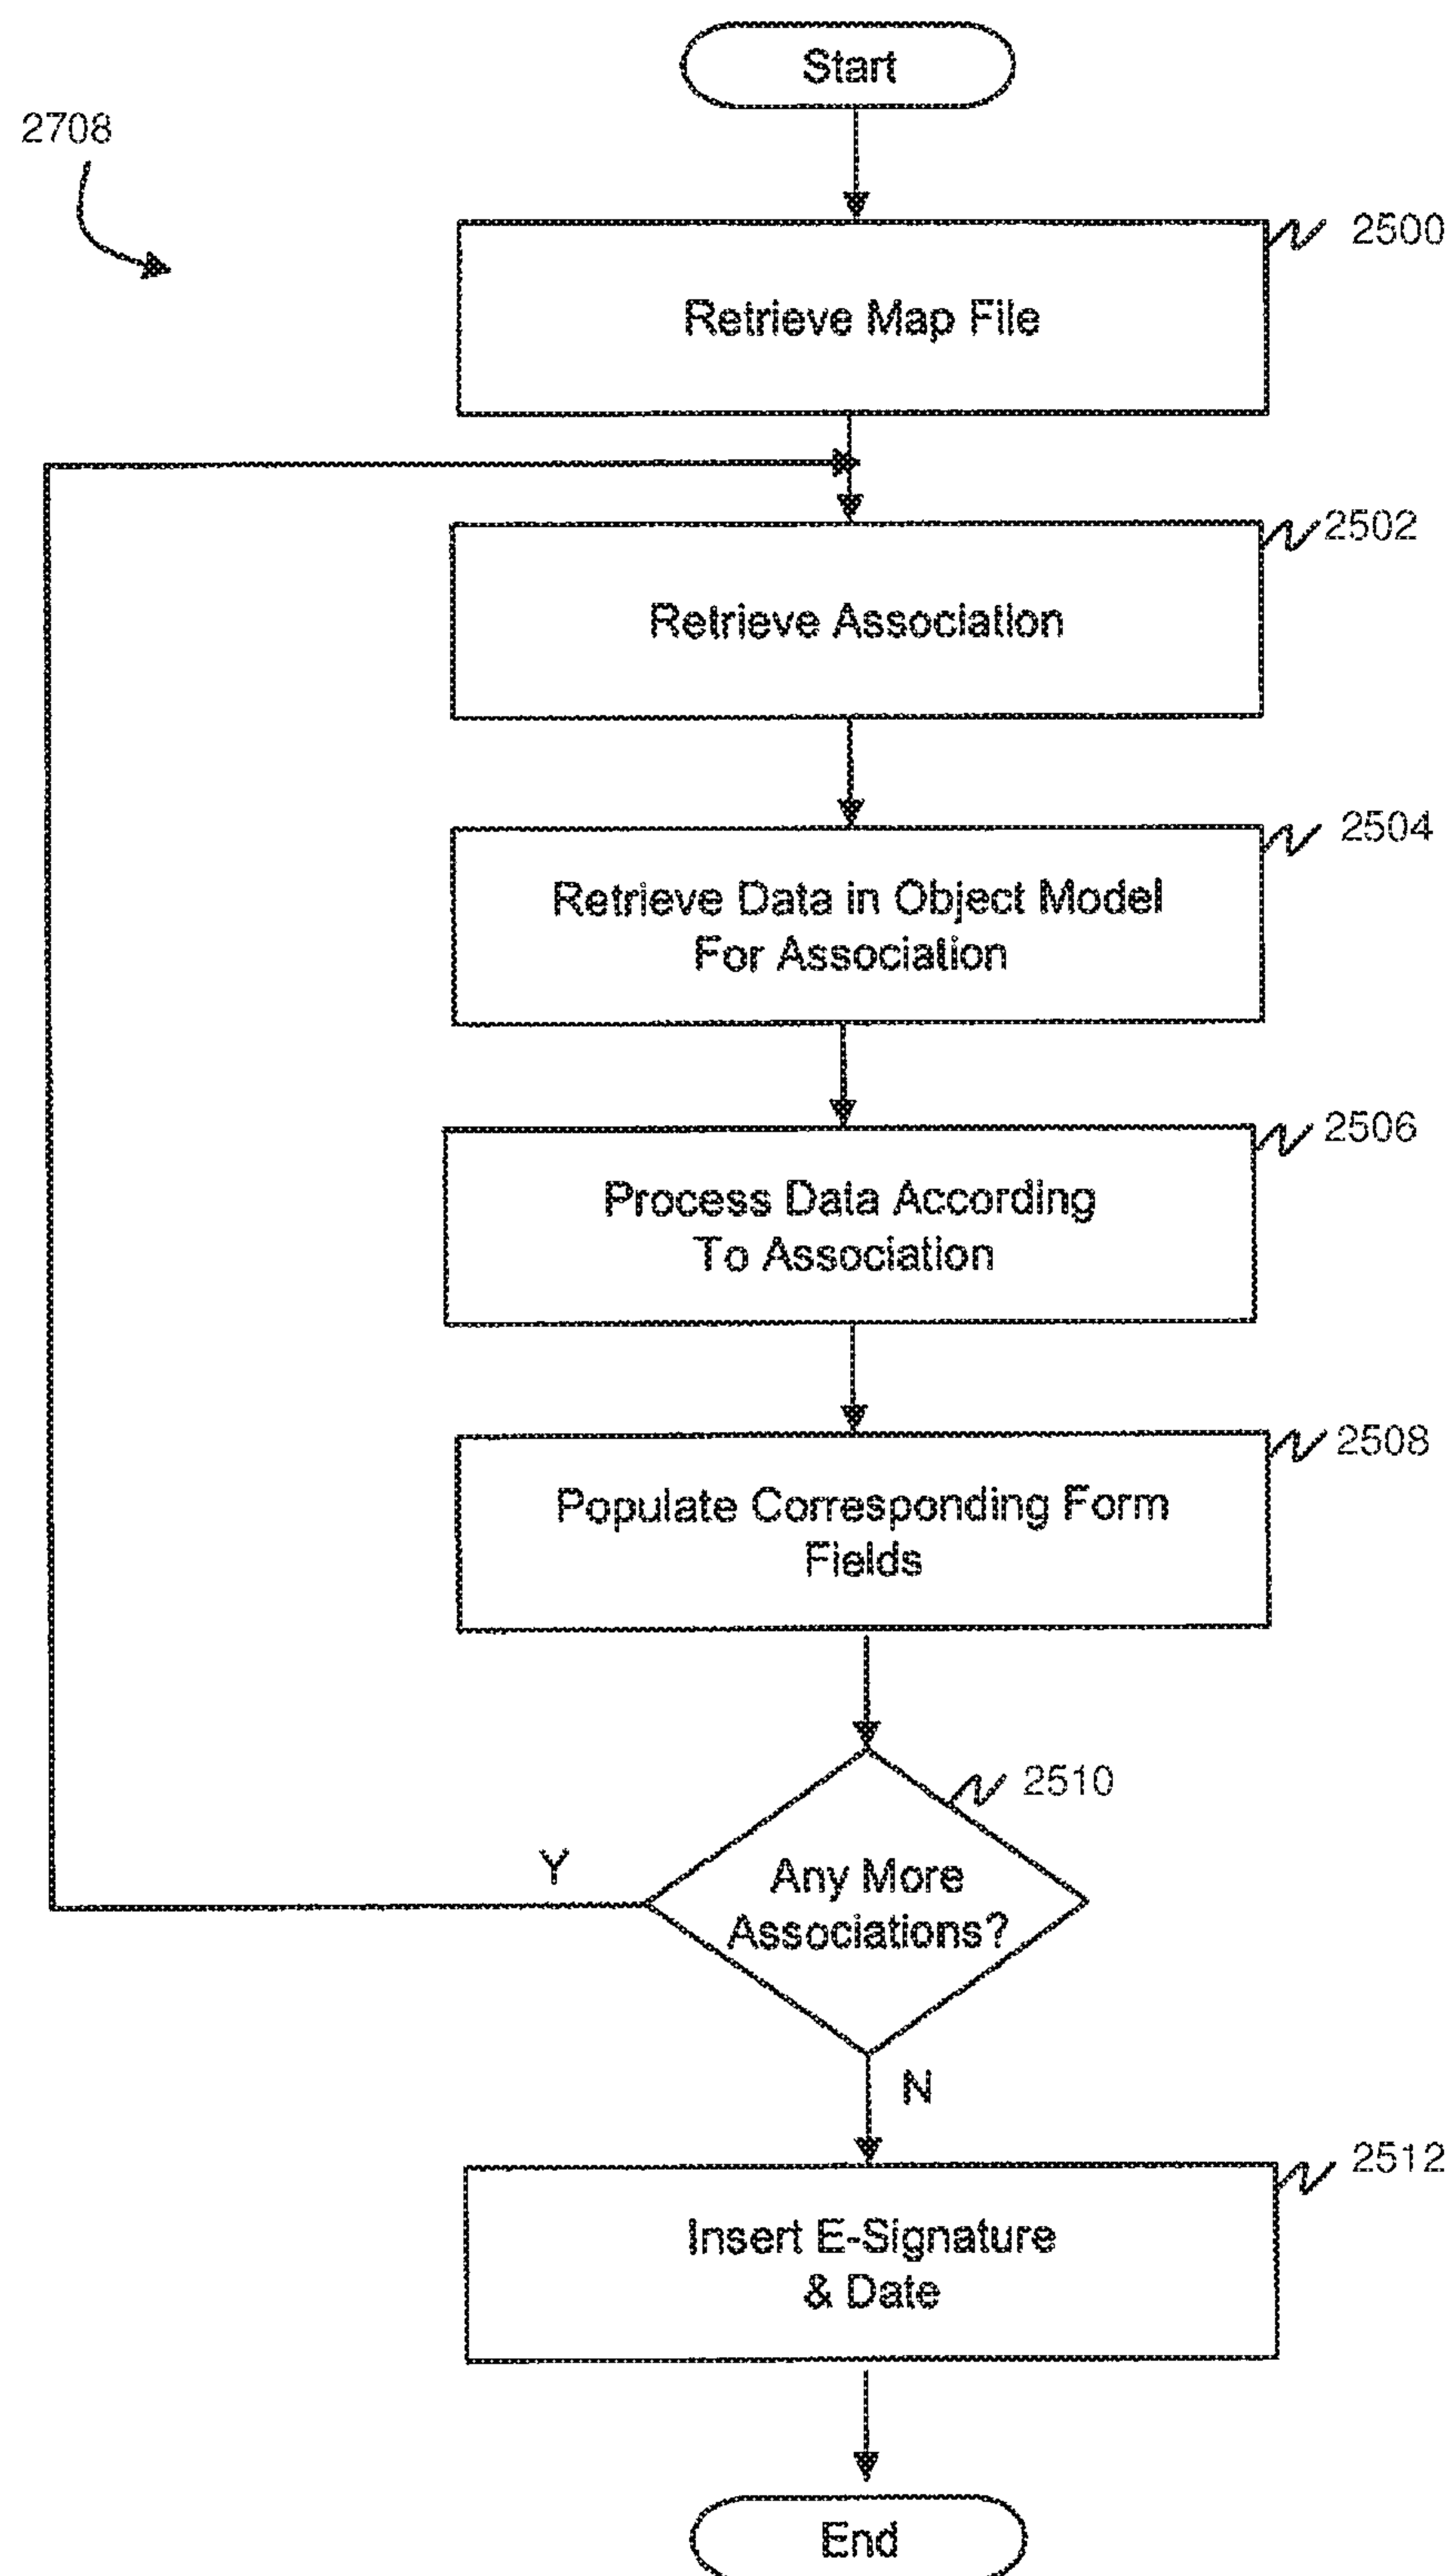 Start
2708
2500
Retrieve Map File
2502
Retrieve Association
2504
Retrieve Data in Object Model
For Association
2506
Process Data According
To Association
2508
Populate Corresponding Form
Fields
2510
Any More
Associations?
Y
N
2512
Insert E-Signature
& Date
End